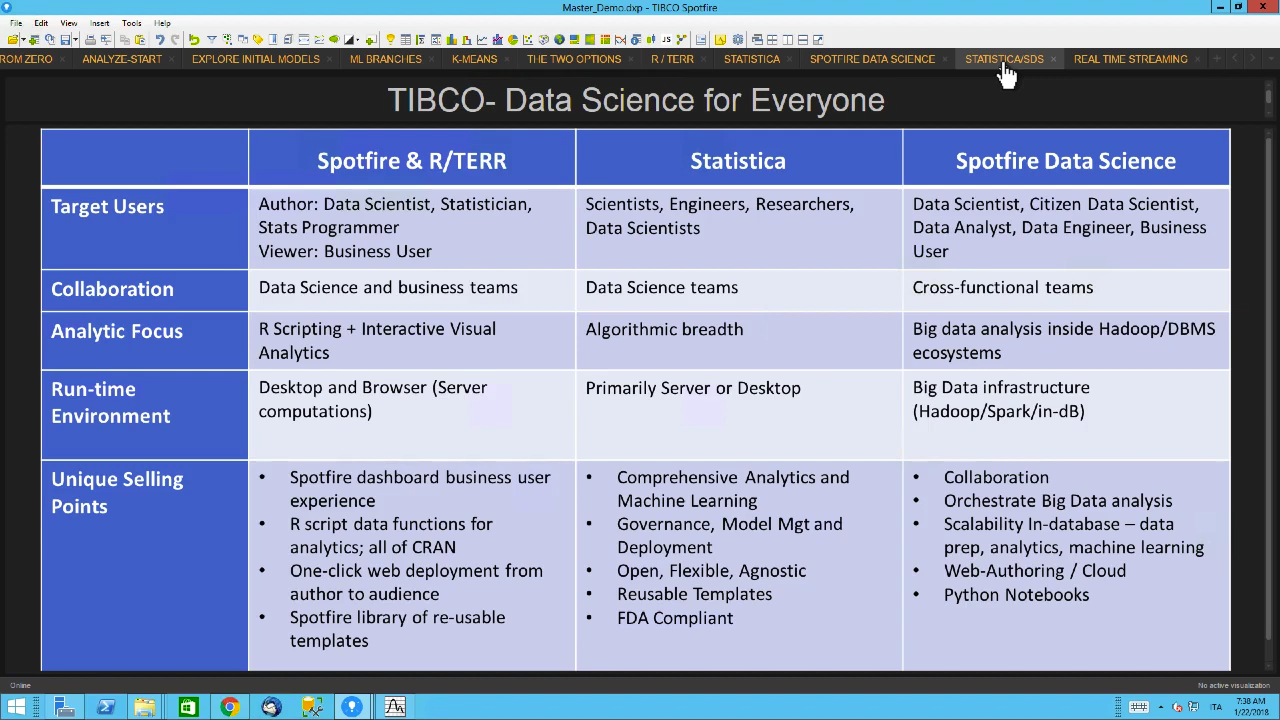 Master_Demo.dxp - TIBCO Spotfire
File Edit View Insert Tools Help
ROM ZERO ANALYZE-START EXPLORE INITIAL MODELS ML BRANCHES K-MEANS THE TWO OPTIONS R / TERR STATISTICA SPOTFIRE DATA SCIENCE STATISTICA/SDS REAL TIME STREAMING
TIBCO- Data Science for Everyone
Spotfire & R/TERR Statistica Spotfire Data Science
Target Users
Author: Data Scientist, Statistician,
Stats Programmer
Viewer: Business User
Scientists, Engineers, Researchers,
Data Scientists
Data Scientist, Citizen Data Scientist,
Data Analyst, Data Engineer, Business
User
Collaboration
Data Science and business teams
Data Science teams
Cross-functional teams
Analytic Focus
R Scripting + Interactive Visual
Analytics
Algorithmic breadth
Big data analysis inside Hadoop/DBMS
ecosystems
Run-time
Environment
Desktop and Browser (Server
computations)
Primarily Server or Desktop
Big Data infrastructure
(Hadoop/Spark/in-dB)
Unique Selling
Points
• Spotfire dashboard business user
experience
• R script data functions for
analytics; all of CRAN
• One-click web deployment from
author to audience
• Spotfire library of re-usable
templates
• Comprehensive Analytics and
Machine Learning
• Governance, Model Mgt and
Deployment
• Open, Flexible, Agnostic
• Reusable Templates
• FDA Compliant
• Collaboration
• Orchestrate Big Data analysis
• Scalability In-database – data
prep, analytics, machine learning
• Web-Authoring / Cloud
• Python Notebooks
Online
No active visualization
ITA
7:38 AM
1/22/2018